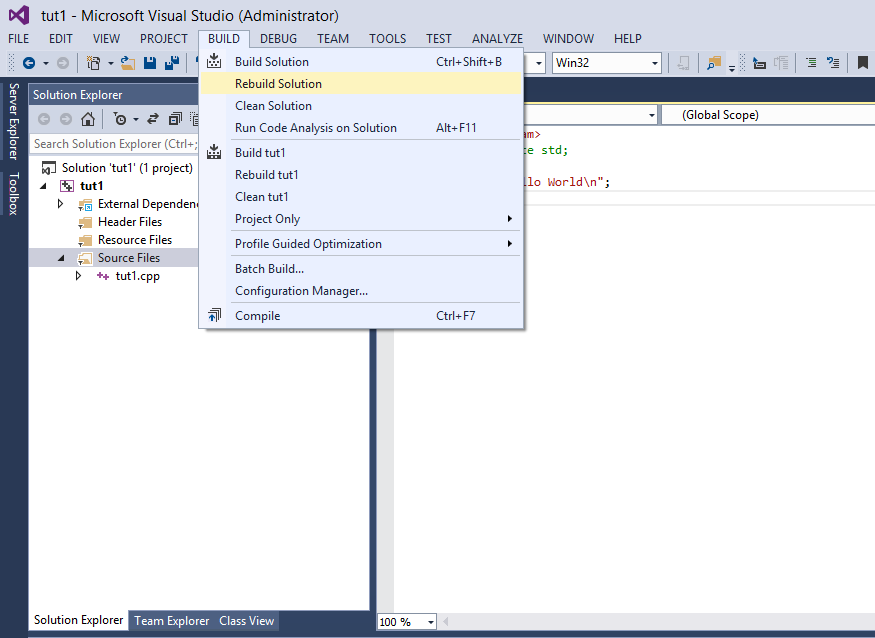 tut1 - Microsoft Visual Studio (Administrator)
FILE EDIT VIEW PROJECT BUILD DEBUG TEAM TOOLS TEST ANALYZE WINDOW HELP
Win32
Build Solution Ctrl+Shift+B
Rebuild Solution
Clean Solution
Run Code Analysis on Solution Alt+F11
Build tut1
Rebuild tut1
Clean tut1
Project Only
Profile Guided Optimization
Batch Build...
Configuration Manager...
Compile Ctrl+F7
Server Explorer
Toolbox
Solution Explorer
Search Solution Explorer (Ctrl+;
Solution 'tut1' (1 project)
tut1
External Dependen
Header Files
Resource Files
Source Files
tut1.cpp
(Global Scope)
am>
ce std;
llo World\n";
100 %
Solution Explorer Team Explorer Class View